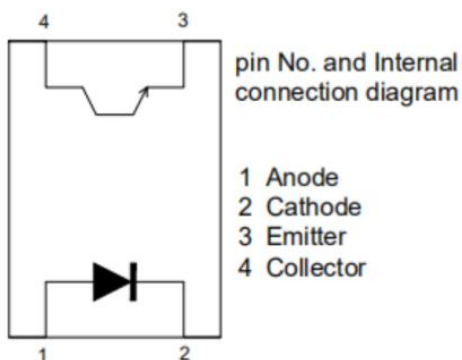 4 3
pin No. and Internal
connection diagram
1 Anode
2 Cathode
3 Emitter
4 Collector
1 2